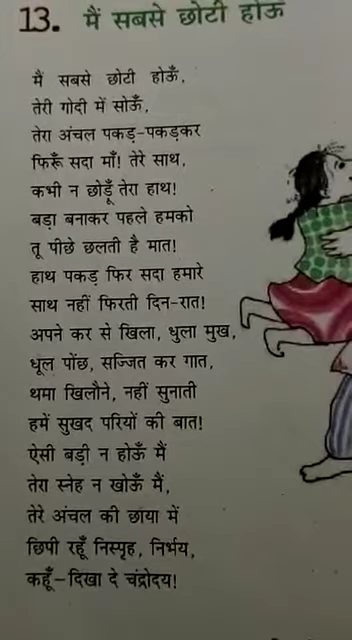 13. मैं सबसे छोटी होऊँ
मैं सबसे छोटी होऊँ,
तेरी गोदी में सोऊँ,
तेरा अंचल पकड़-पकड़कर
फिरूँ सदा माँ! तेरे साथ,
कभी न छोड़ूँ तेरा हाथ!
बड़ा बनाकर पहले हमको
तू पीछे छलती है मात!
हाथ पकड़ फिर सदा हमारे
साथ नहीं फिरती दिन-रात!
अपने कर से खिला, धुला मुख,
धूल पोंछ, सज्जित कर गात,
थमा खिलौने, नहीं सुनाती
हमें सुखद परियों की बात!
ऐसी बड़ी न होऊँ मैं
तेरा स्नेह न खोऊँ मैं,
तेरे अंचल की छाया में
छिपी रहूँ निस्पृह, निर्भय,
कहूँ–दिखा दे चंद्रोदय!